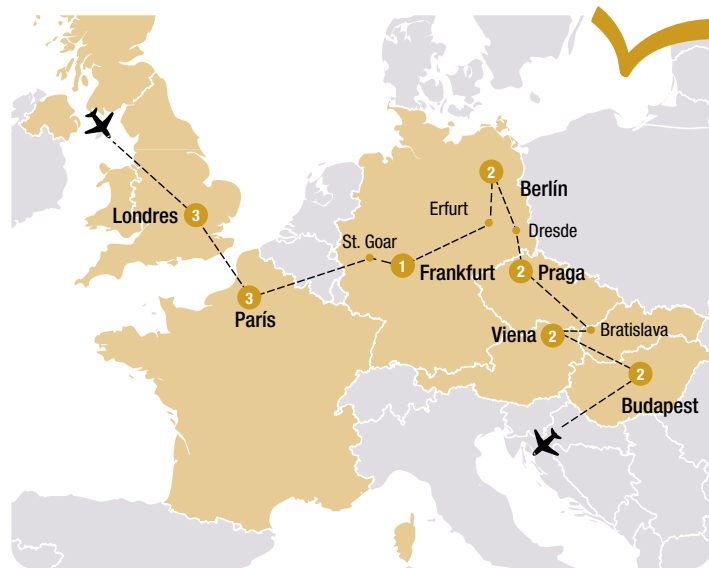 2
Berlín
Londres
3
Erfurt
Dresde
St. Goar
1
Frankfurt
2
Praga
3
París
Viena
2
Bratislava
2
Budapest